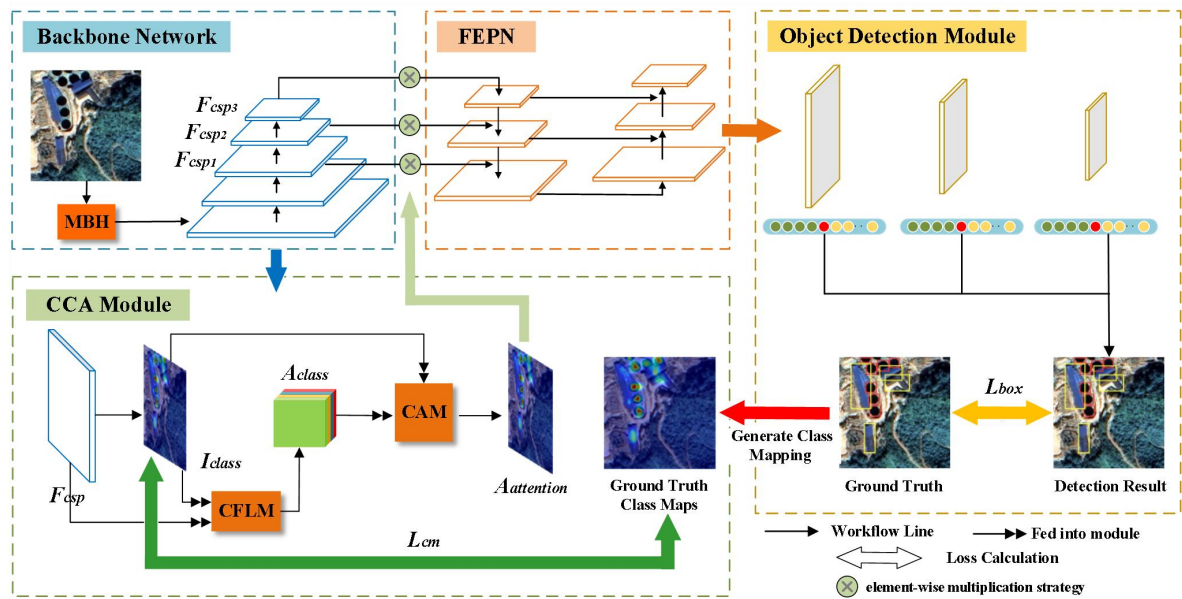 Backbone Network
FEPN
Object Detection Module
Fcsp3
Fcsp2
Fcsp1
MBH
CCA Module
Aclass
CAM
Lbox
Generate Class
Mapping
Iclass
Fcsp
CFLM
Aattention
Ground Truth
Class Maps
Ground Truth
Detection Result
Lcm
Workflow Line
Fed into module
Loss Calculation
element-wise multiplication strategy